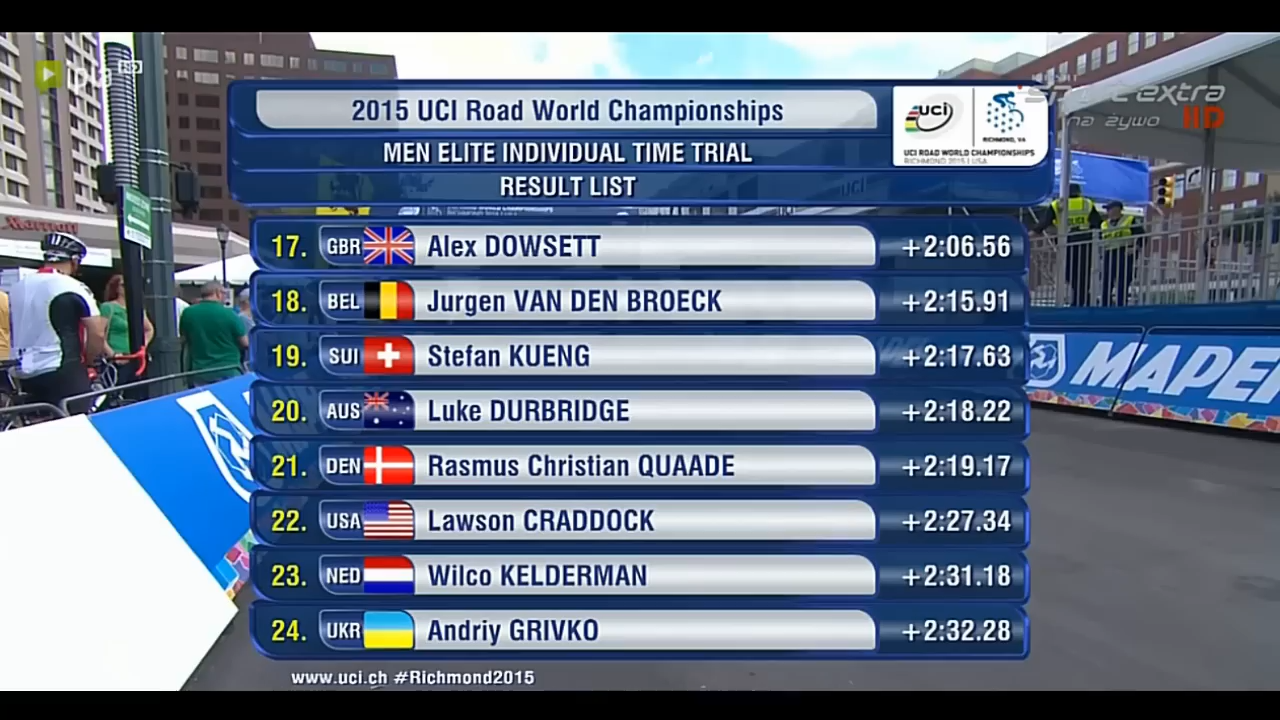 ipla HD
2015 UCI Road World Championships
MEN ELITE INDIVIDUAL TIME TRIAL
RESULT LIST
uci
RICHMOND, VA
UCI ROAD WORLD CHAMPIONSHIPS
RICHMOND 2015 | USA
extra
na żywo HD
Marriott
17. GBR Alex DOWSETT +2:06.56
18. BEL Jurgen VAN DEN BROECK +2:15.91
19. SUI Stefan KUENG +2:17.63
20. AUS Luke DURBRIDGE +2:18.22
21. DEN Rasmus Christian QUAADE +2:19.17
22. USA Lawson CRADDOCK +2:27.34
23. NED Wilco KELDERMAN +2:31.18
24. UKR Andriy GRIVKO +2:32.28
MAPEI
www.uci.ch #Richmond2015